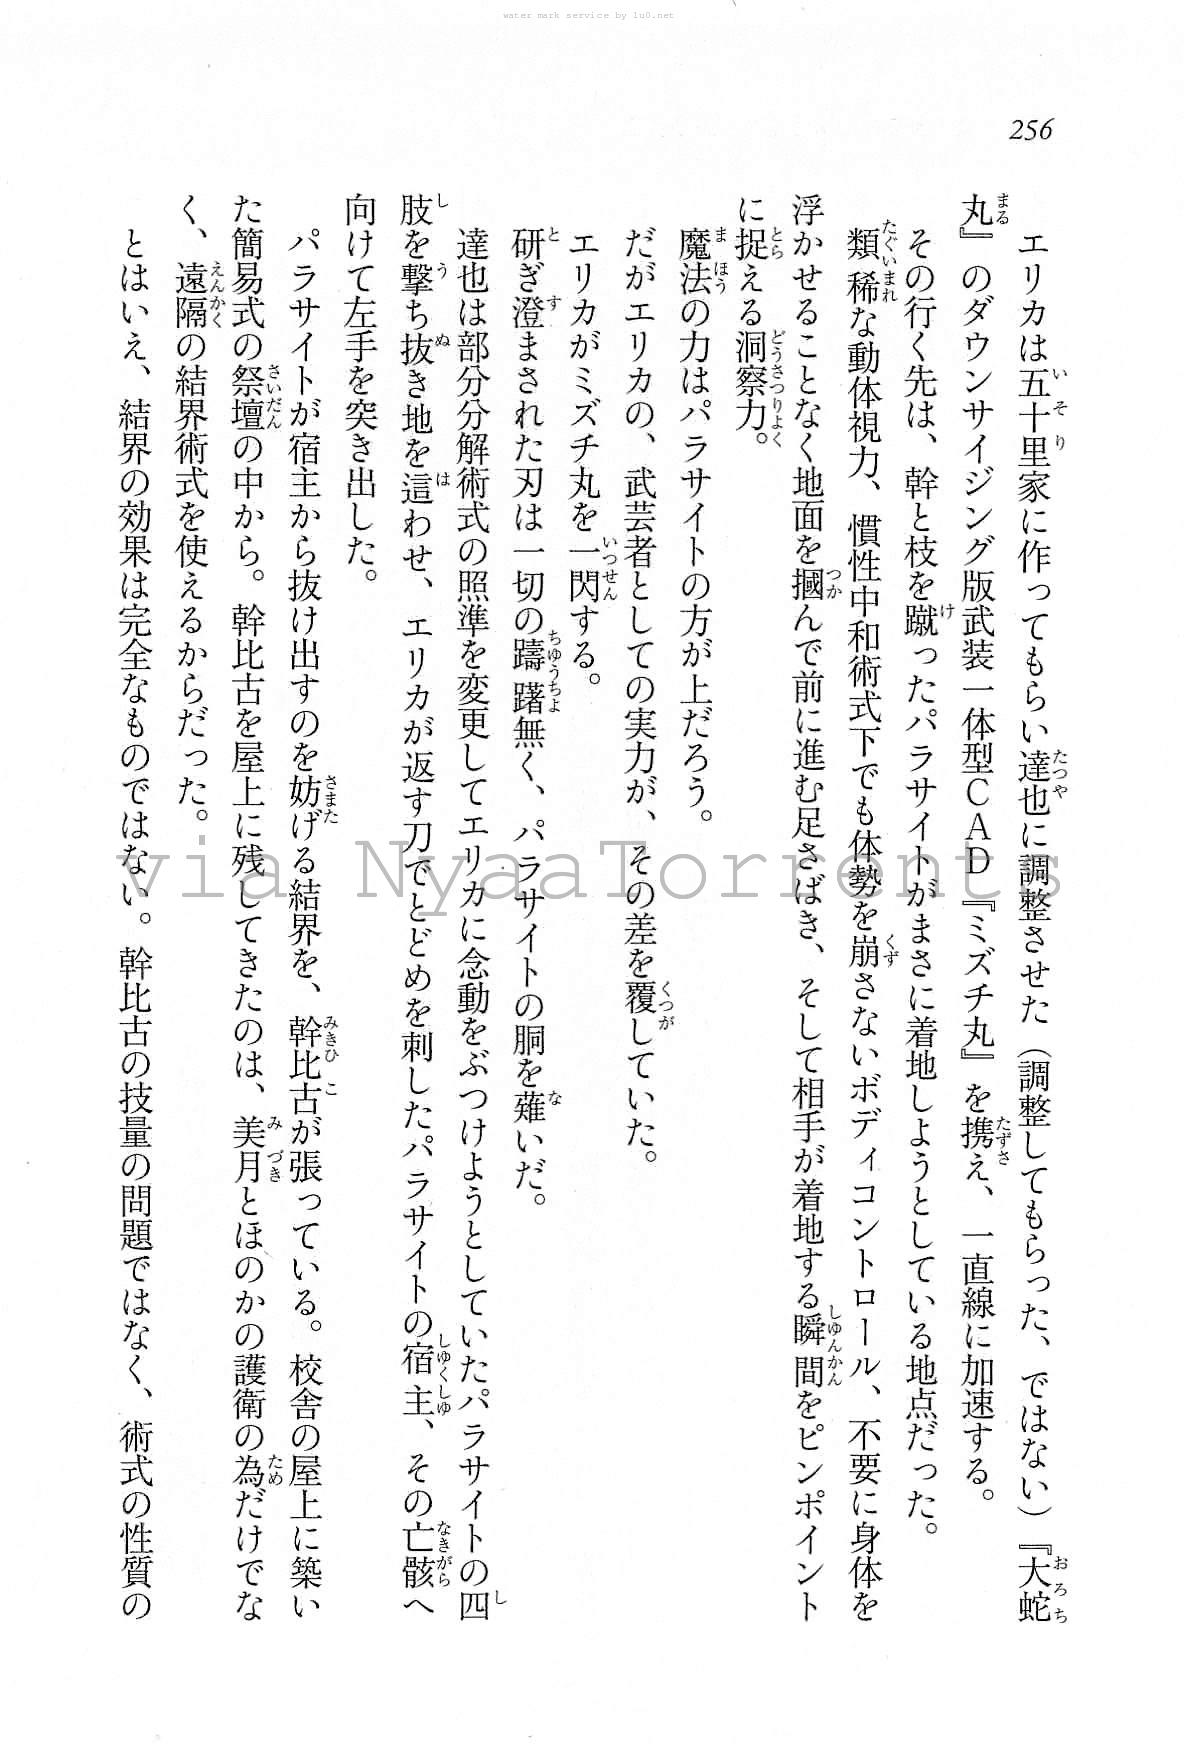 water mark service by lu0.net
256
エリカは五十里家に作ってもらい達也に調整させた（調整してもらった、ではない）『大蛇
丸』のダウンサイジング版武装一体型ＣＡＤ『ミズチ丸』を携え、一直線に加速する。
その行く先は、幹と枝を蹴ったパラサイトがまさに着地しようとしている地点だった。
類稀な動体視力、慣性中和術式下でも体勢を崩さないボディコントロール、不要に身体を
浮かせることなく地面を摑んで前に進む足さばき、そして相手が着地する瞬間をピンポイント
に捉える洞察力。
魔法の力はパラサイトの方が上だろう。
だがエリカの、武芸者としての実力が、その差を覆していた。
エリカがミズチ丸を一閃する。
研ぎ澄まされた刃は一切の躊躇無く、パラサイトの胴を薙いだ。
達也は部分分解術式の照準を変更してエリカに念動をぶつけようとしていたパラサイトの四
肢を撃ち抜き地を這わせ、エリカが返す刀でとどめを刺したパラサイトの宿主、その亡骸へ
向けて左手を突き出した。
パラサイトが宿主から抜け出すのを妨げる結界を、幹比古が張っている。校舎の屋上に築い
た簡易式の祭壇の中から。幹比古を屋上に残してきたのは、美月とほのかの護衛の為だけでな
く、遠隔の結界術式を使えるからだった。
とはいえ、結界の効果は完全なものではない。幹比古の技量の問題ではなく、術式の性質の
via NyaaTorrents